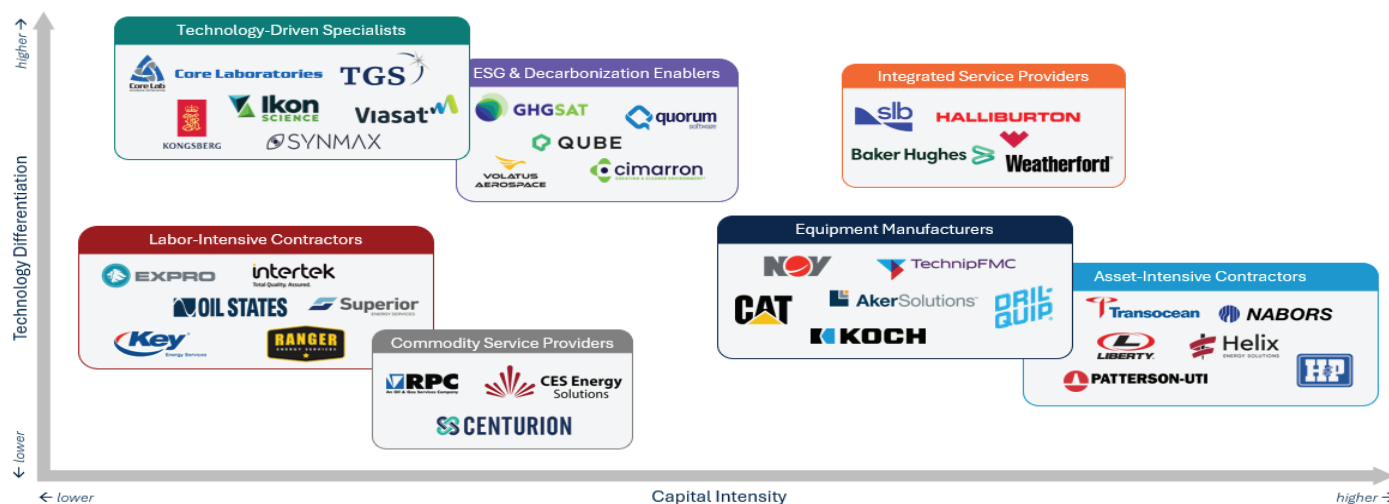 higher →
Technology Differentiation
← lower
Technology-Driven Specialists
Core Lab
Core Laboratories
TGS
KONGSBERG
Ikon
SCIENCE
Viasat
SYNMAX
ESG & Decarbonization Enablers
GHGSAT
quorum
software
QUBE
VOLATUS
AEROSPACE
cimarron
CREATING A CLEANER ENVIRONMENT
Integrated Service Providers
slb
HALLIBURTON
Baker Hughes
Weatherford
Labor-Intensive Contractors
EXPRO
intertek
Total Quality. Assured.
OIL STATES
Superior
ENERGY SERVICES
Key
Energy Services
RANGER
ENERGY SERVICES
Commodity Service Providers
RPC
An Oil & Gas Services Company
CES Energy
Solutions
CENTURION
Equipment Manufacturers
NOV
TechnipFMC
CAT
AkerSolutions
DRIL-
QUIP
KOCH
Asset-Intensive Contractors
Transocean
NABORS
LIBERTY
Helix
ENERGY SOLUTIONS
PATTERSON-UTI
H&P
← lower
Capital Intensity
higher →